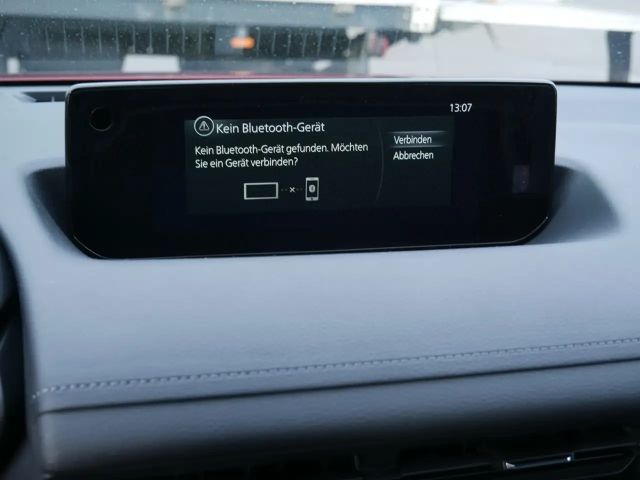 13:07
Kein Bluetooth-Gerät
Kein Bluetooth-Gerät gefunden. Möchten
Sie ein Gerät verbinden?
Verbinden
Abbrechen